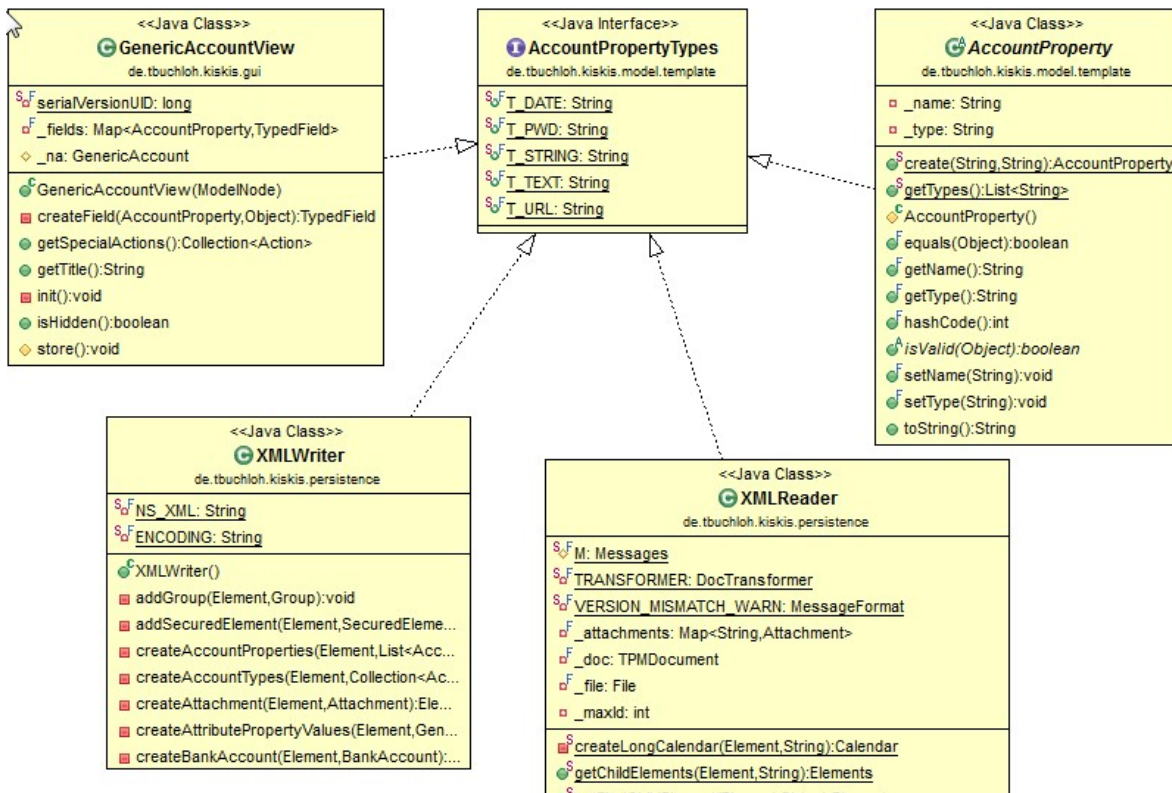 <<Java Class>>
GenericAccountView
de.tbuchloh.kiskis.gui
serialVersionUID: long
_fields: Map<AccountProperty,TypedField>
_na: GenericAccount
GenericAccountView(ModelNode)
createField(AccountProperty,Object):TypedField
getSpecialActions():Collection<Action>
getTitle():String
init():void
isHidden():boolean
store():void
<<Java Interface>>
AccountPropertyTypes
de.tbuchloh.kiskis.model.template
T_DATE: String
T_PWD: String
T_STRING: String
T_TEXT: String
T_URL: String
<<Java Class>>
AccountProperty
de.tbuchloh.kiskis.model.template
_name: String
_type: String
create(String,String):AccountProperty
getTypes():List<String>
AccountProperty()
equals(Object):boolean
getName():String
getType():String
hashCode():int
isValid(Object):boolean
setName(String):void
setType(String):void
toString():String
<<Java Class>>
XMLWriter
de.tbuchloh.kiskis.persistence
NS_XML: String
ENCODING: String
XMLWriter()
addGroup(Element,Group):void
addSecuredElement(Element,SecuredEleme...
createAccountProperties(Element,List<Acc...
createAccountTypes(Element,Collection<Ac...
createAttachment(Element,Attachment):Ele...
createAttributePropertyValues(Element,Gen...
createBankAccount(Element,BankAccount):...
<<Java Class>>
XMLReader
de.tbuchloh.kiskis.persistence
M: Messages
TRANSFORMER: DocTransformer
VERSION_MISMATCH_WARN: MessageFormat
_attachments: Map<String,Attachment>
_doc: TPMDocument
_file: File
_maxId: int
createLongCalendar(Element,String):Calendar
getChildElements(Element,String):Elements